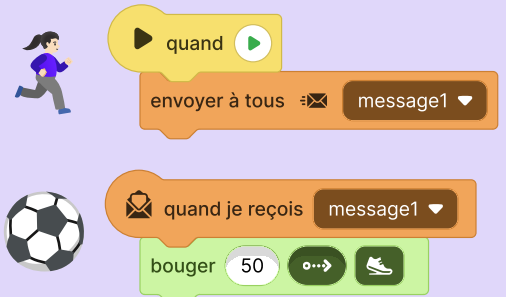 quand
envoyer à tous message1
quand je reçois message1
bouger 50